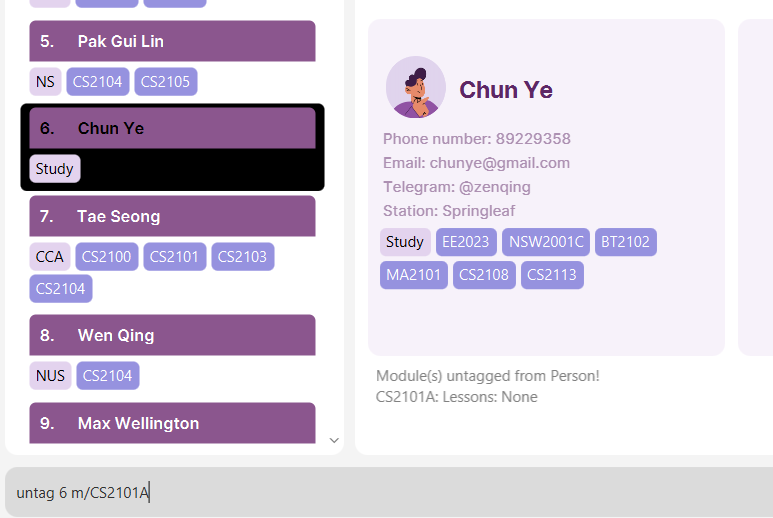 5. Pak Gui Lin
NS CS2104 CS2105
6. Chun Ye
Study
7. Tae Seong
CCA CS2100 CS2101 CS2103
CS2104
8. Wen Qing
NUS CS2104
9. Max Wellington
Chun Ye
Phone number: 89229358
Email: chunye@gmail.com
Telegram: @zenqing
Station: Springleaf
Study EE2023 NSW2001C BT2102
MA2101 CS2108 CS2113
Module(s) untagged from Person!
CS2101A: Lessons: None
untag 6 m/CS2101A